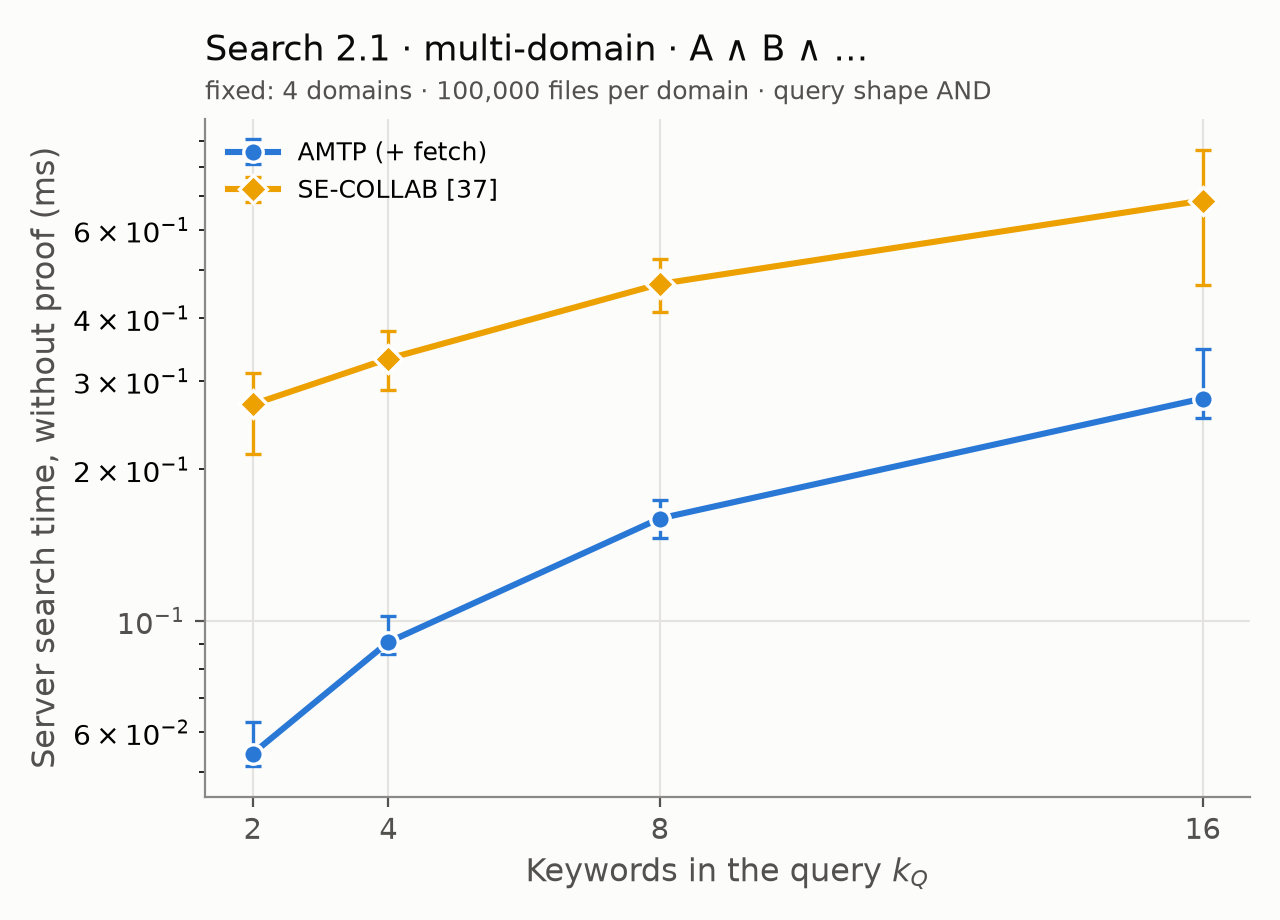 Search 2.1 · multi-domain · A ∧ B ∧ …
fixed: 4 domains · 100,000 files per domain · query shape AND
AMTP (+ fetch)
SE-COLLAB [37]
Server search time, without proof (ms)
6 × 10⁻¹
4 × 10⁻¹
3 × 10⁻¹
2 × 10⁻¹
10⁻¹
6 × 10⁻²
2 4 8 16
Keywords in the query k_Q